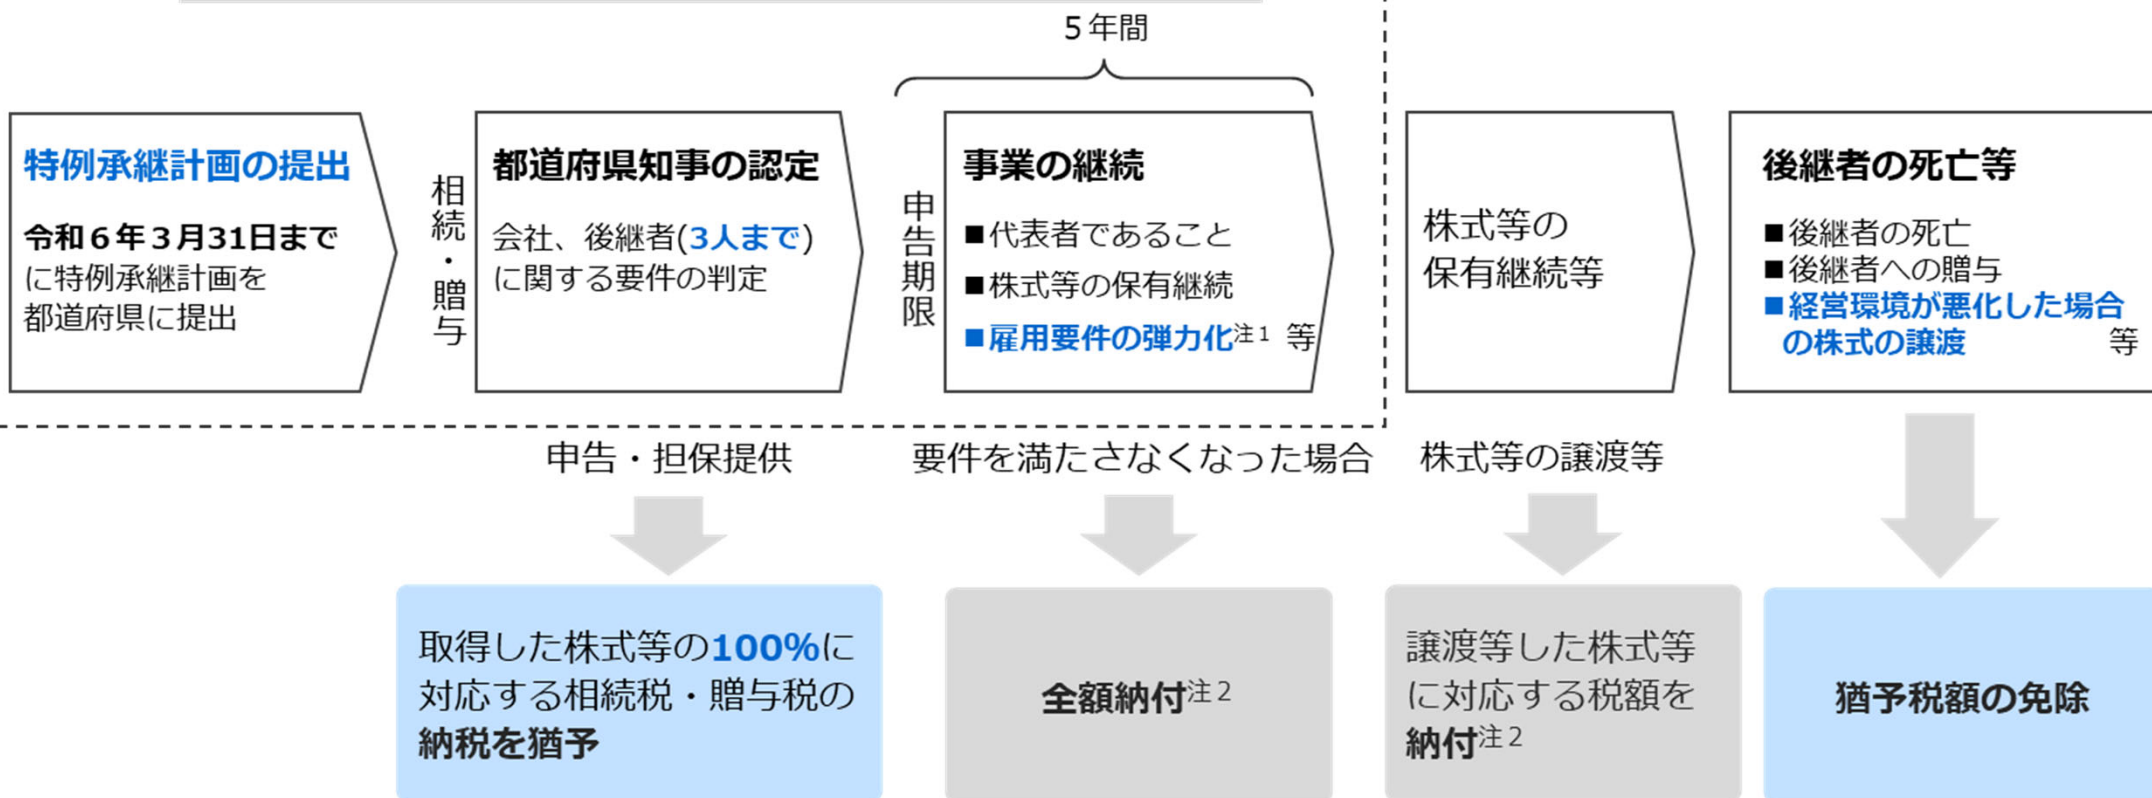 5年間
特例承継計画の提出
令和6年3月31日まで
に特例承継計画を
都道府県に提出
相続・贈与
都道府県知事の認定
会社、後継者(3人まで)
に関する要件の判定
申告期限
事業の継続
■代表者であること
■株式等の保有継続
■雇用要件の弾力化注1 等
株式等の
保有継続等
後継者の死亡等
■後継者の死亡
■後継者への贈与
■経営環境が悪化した場合
の株式の譲渡 等
申告・担保提供
要件を満たさなくなった場合
株式等の譲渡等
取得した株式等の100%に
対応する相続税・贈与税の
納税を猶予
全額納付注2
譲渡等した株式等
に対応する税額を
納付注2
猶予税額の免除